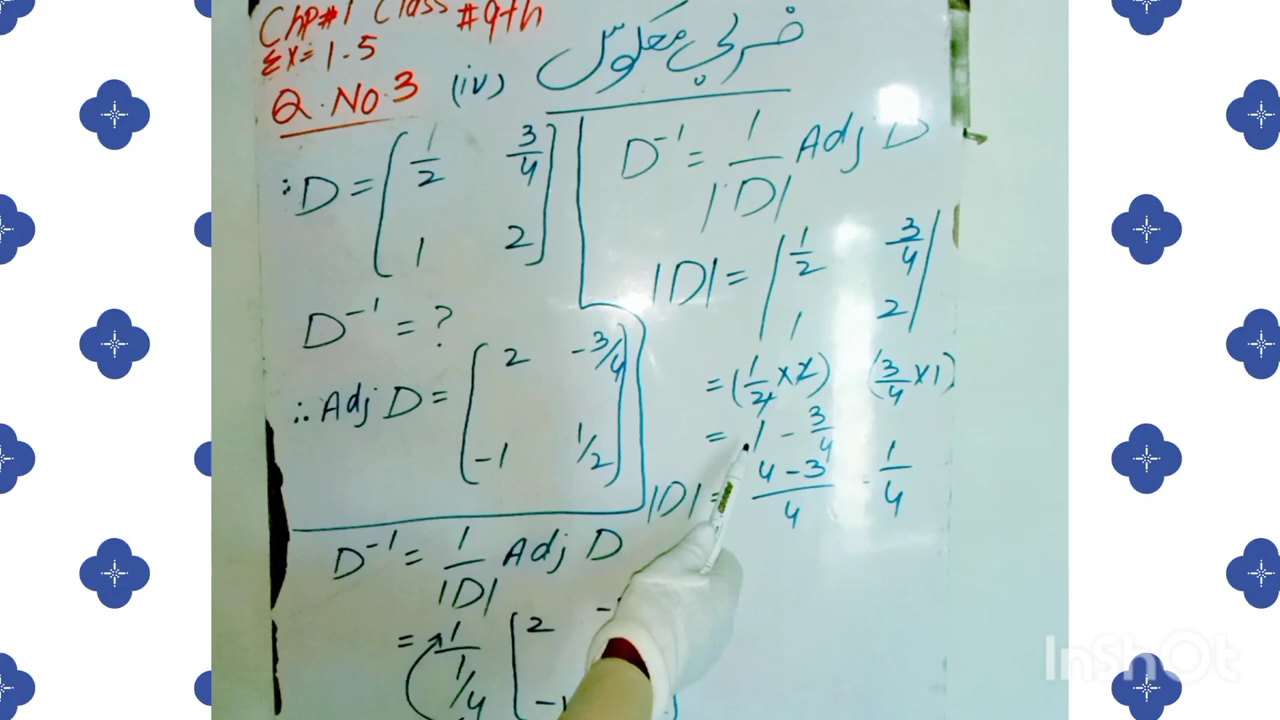 Chp#1 Class #9th
Ex=1-5
Q.No.3 (iv) ضربی معکوس
∴D = [1/2 3/4
1 2]
D⁻¹ = ?
∴Adj D = [2 -3/4
-1 1/2]
D⁻¹ = 1/|D| Adj D
|D| = |1/2 3/4
1 2|
= (1/2 × 2) (3/4 × 1)
= 1 - 3/4
|D| = 4-3/4 = 1/4
D⁻¹ = 1/|D| Adj D
= 1/1/4 [2 -
-1
InShOt